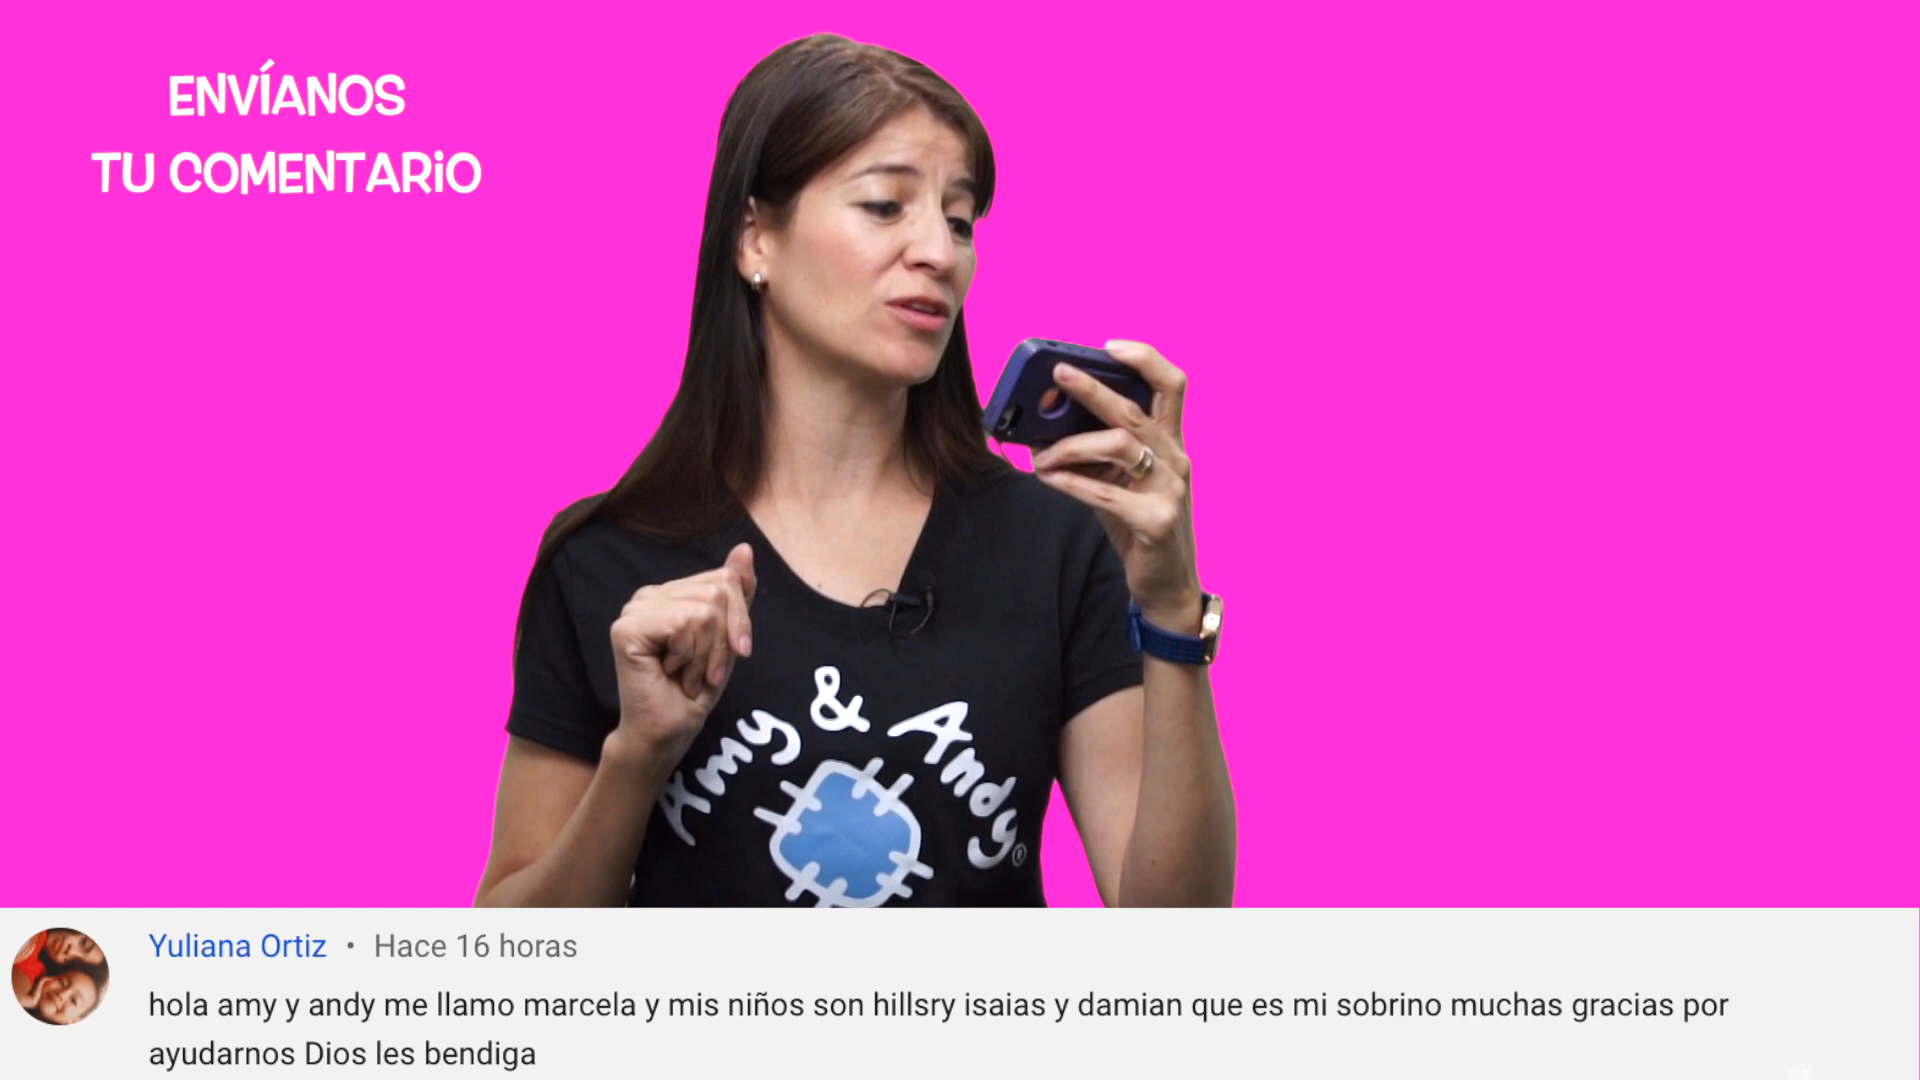 ENVÍANOS
TU COMENTARiO
Amy & Andy®
Yuliana Ortiz • Hace 16 horas
hola amy y andy me llamo marcela y mis niños son hillsry isaias y damian que es mi sobrino muchas gracias por
ayudarnos Dios les bendiga